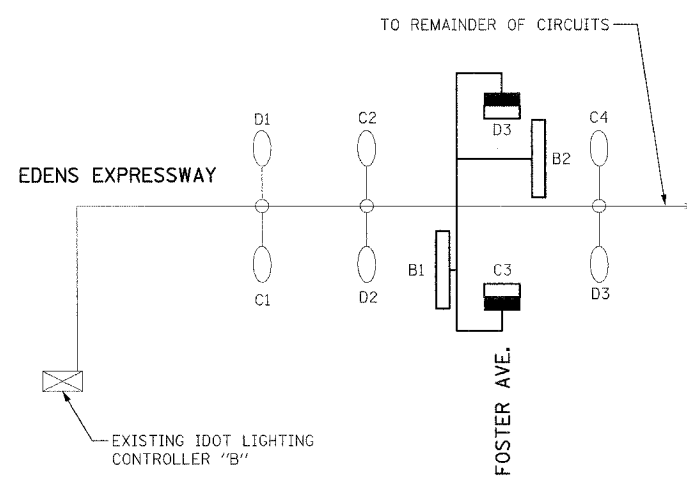 TO REMAINDER OF CIRCUITS
D1
C2
D3
C4
B2
EDENS EXPRESSWAY
B1
C3
C1
D2
D3
FOSTER AVE.
EXISTING IDOT LIGHTING
CONTROLLER "B"